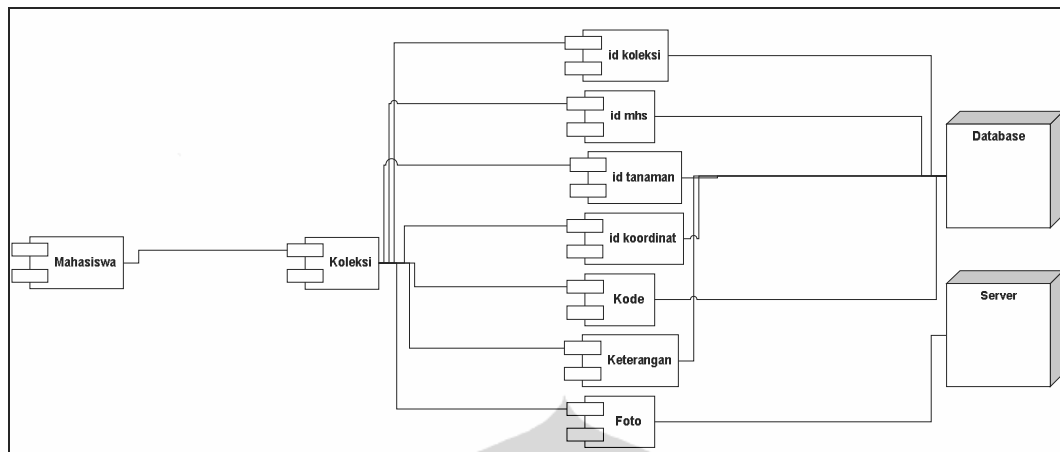 id koleksi
id mhs
Database
id tanaman
id koordinat
Mahasiswa
Koleksi
Kode
Server
Keterangan
Foto